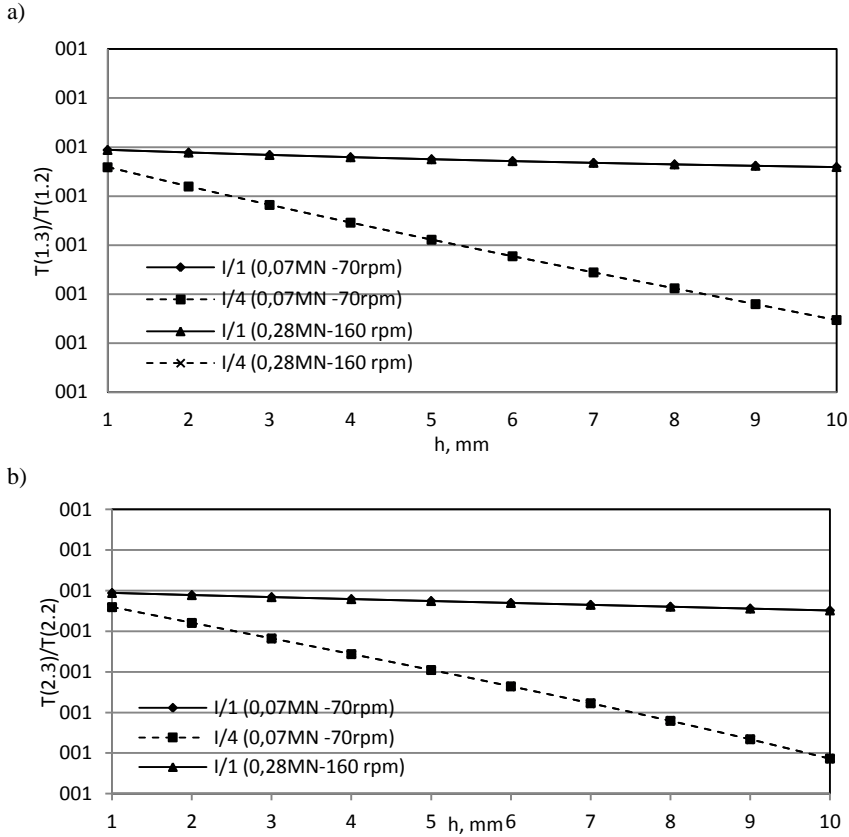 a)
001
001
001
001
001
001
001
001
T(1.3)/T(1.2)
I/1 (0,07MN -70rpm)
I/4 (0,07MN -70rpm)
I/1 (0,28MN-160 rpm)
I/4 (0,28MN-160 rpm)
1 2 3 4 5 6 7 8 9 10
h, mm
b)
001
001
001
001
001
001
001
001
T(2.3)/T(2.2)
I/1 (0,07MN -70rpm)
I/4 (0,07MN -70rpm)
I/1 (0,28MN-160 rpm)
1 2 3 4 5 6 7 8 9 10
h, mm